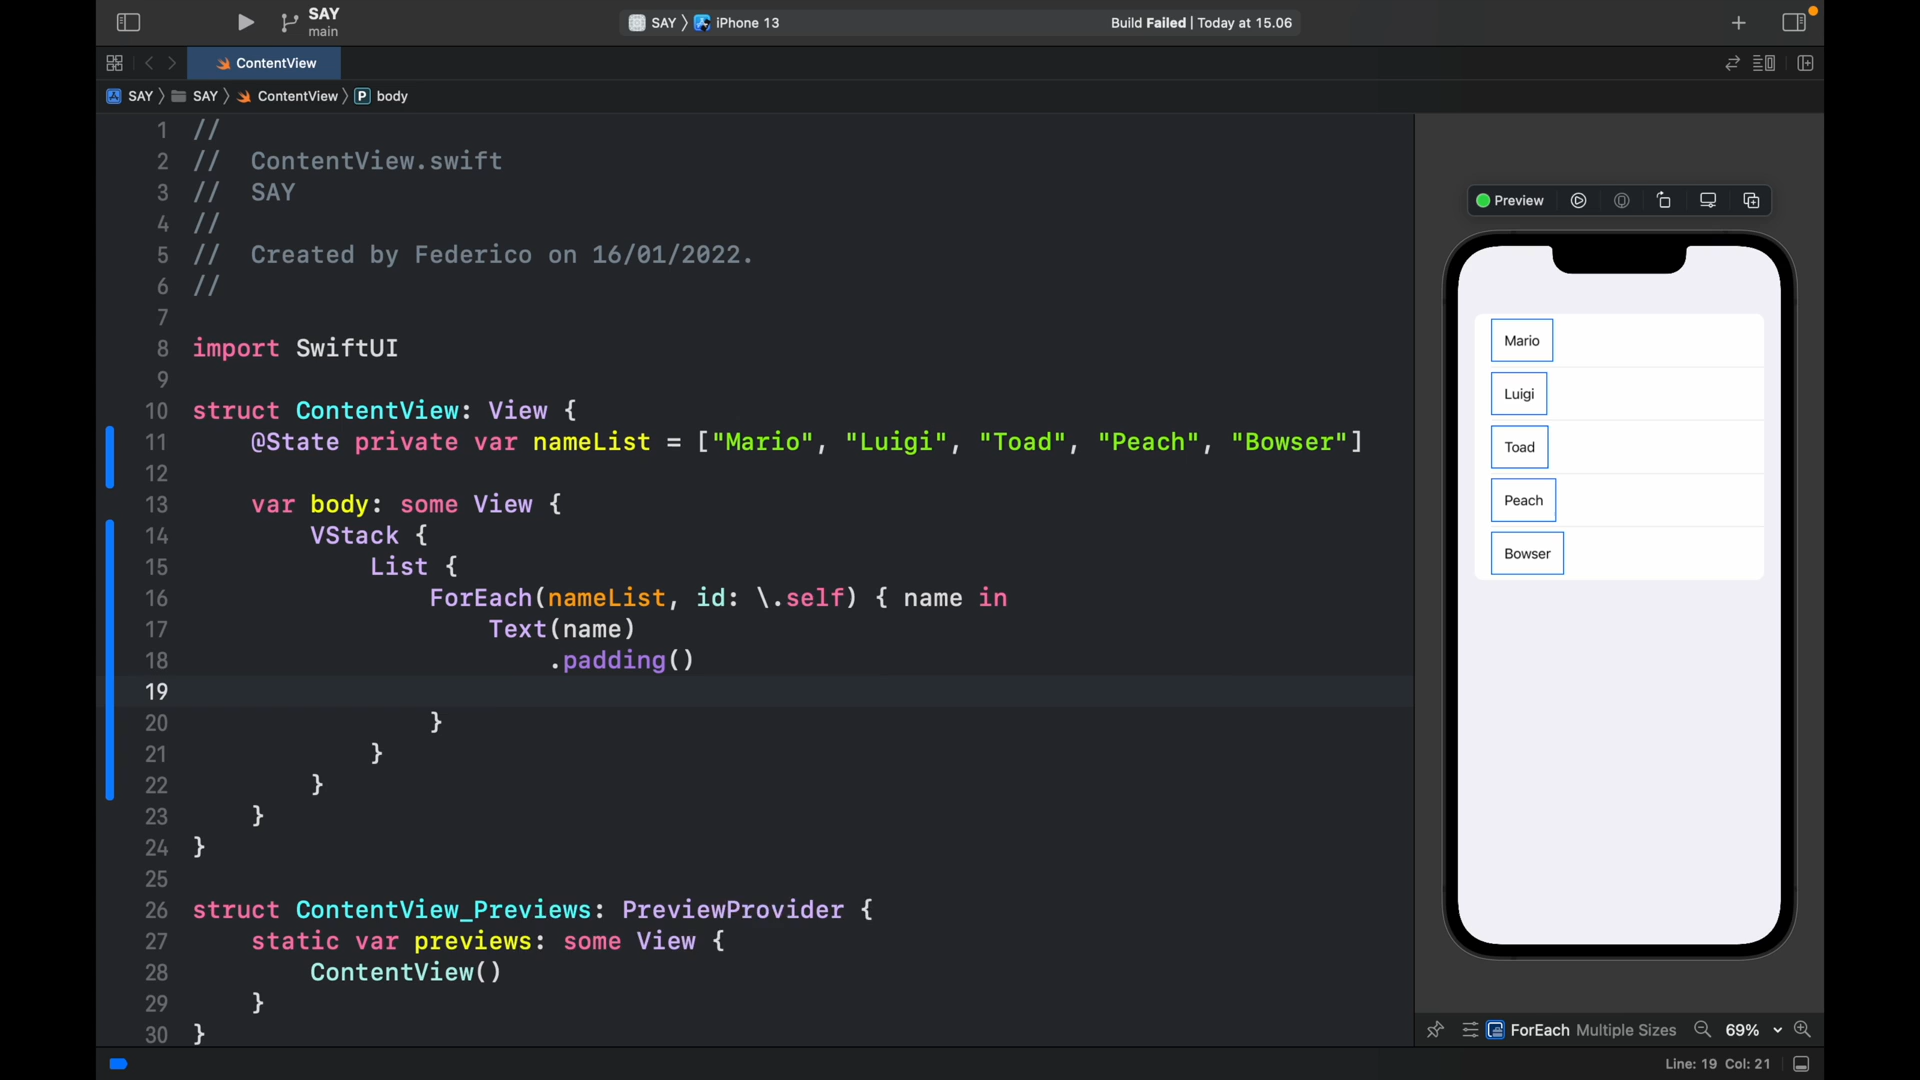 SAY
main
SAY 〉 iPhone 13
Build Failed | Today at 15.06
ContentView
SAY 〉 SAY 〉 ContentView 〉 P body
1 //
2 //  ContentView.swift
3 //  SAY
4 //
5 //  Created by Federico on 16/01/2022.
6 //
7
8 import SwiftUI
9
10 struct ContentView: View {
11     @State private var nameList = ["Mario", "Luigi", "Toad", "Peach", "Bowser"]
12
13     var body: some View {
14         VStack {
15             List {
16                 ForEach(nameList, id: \.self) { name in
17                     Text(name)
18                         .padding()
19
20                 }
21             }
22         }
23     }
24 }
25
26 struct ContentView_Previews: PreviewProvider {
27     static var previews: some View {
28         ContentView()
29     }
30 }
Preview
Mario
Luigi
Toad
Peach
Bowser
ForEach Multiple Sizes 69%
Line: 19 Col: 21